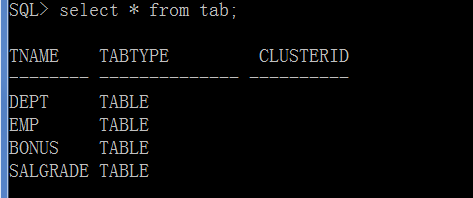 SQL> select * from tab;
TNAME    TABTYPE        CLUSTERID
-------- -------------- ----------
DEPT     TABLE
EMP      TABLE
BONUS    TABLE
SALGRADE TABLE